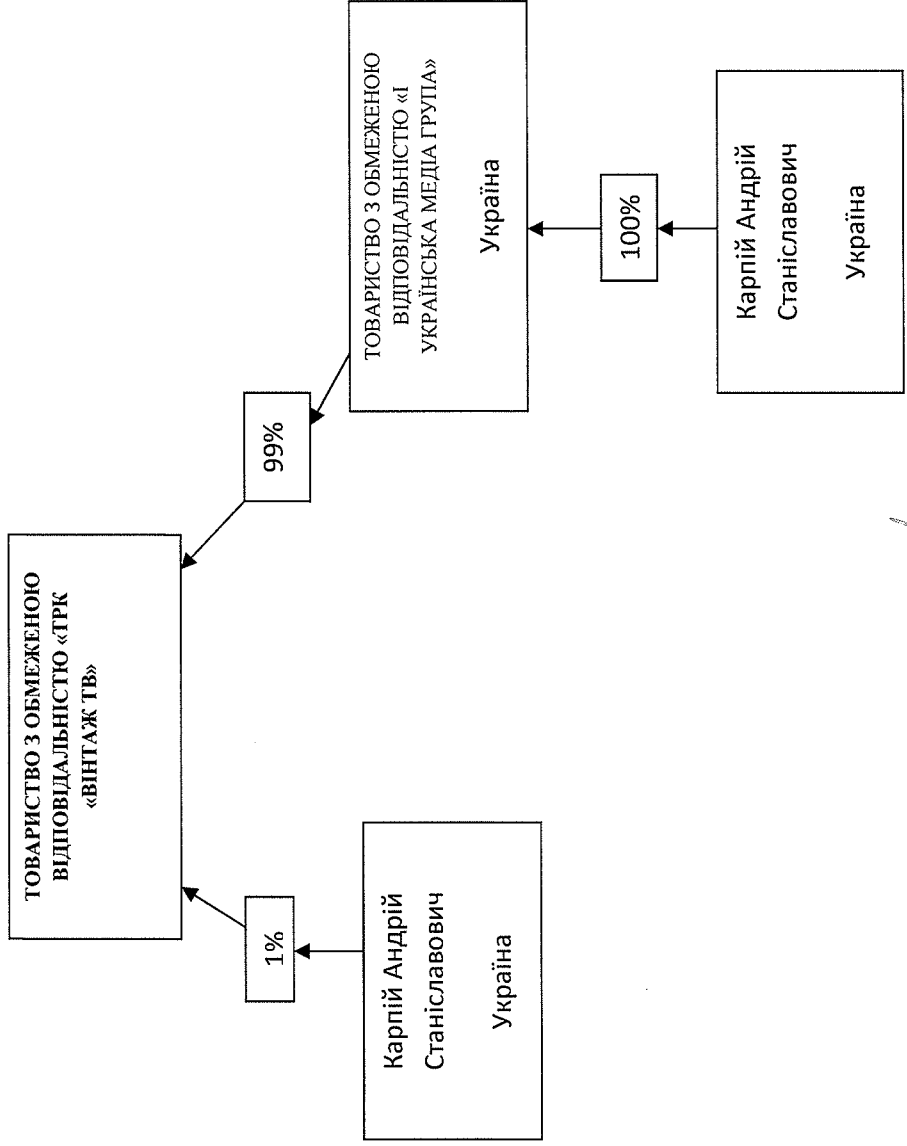 ТОВАРИСТВО З ОБМЕЖЕНОЮ
ВІДПОВІДАЛЬНІСТЮ «ТРК
«ВІНТАЖ ТВ»
1%
99%
Карпій Андрій
Станіславович
Україна
ТОВАРИСТВО З ОБМЕЖЕНОЮ
ВІДПОВІДАЛЬНІСТЮ «І
УКРАЇНСЬКА МЕДІА ГРУПА»
Україна
100%
Карпій Андрій
Станіславович
Україна